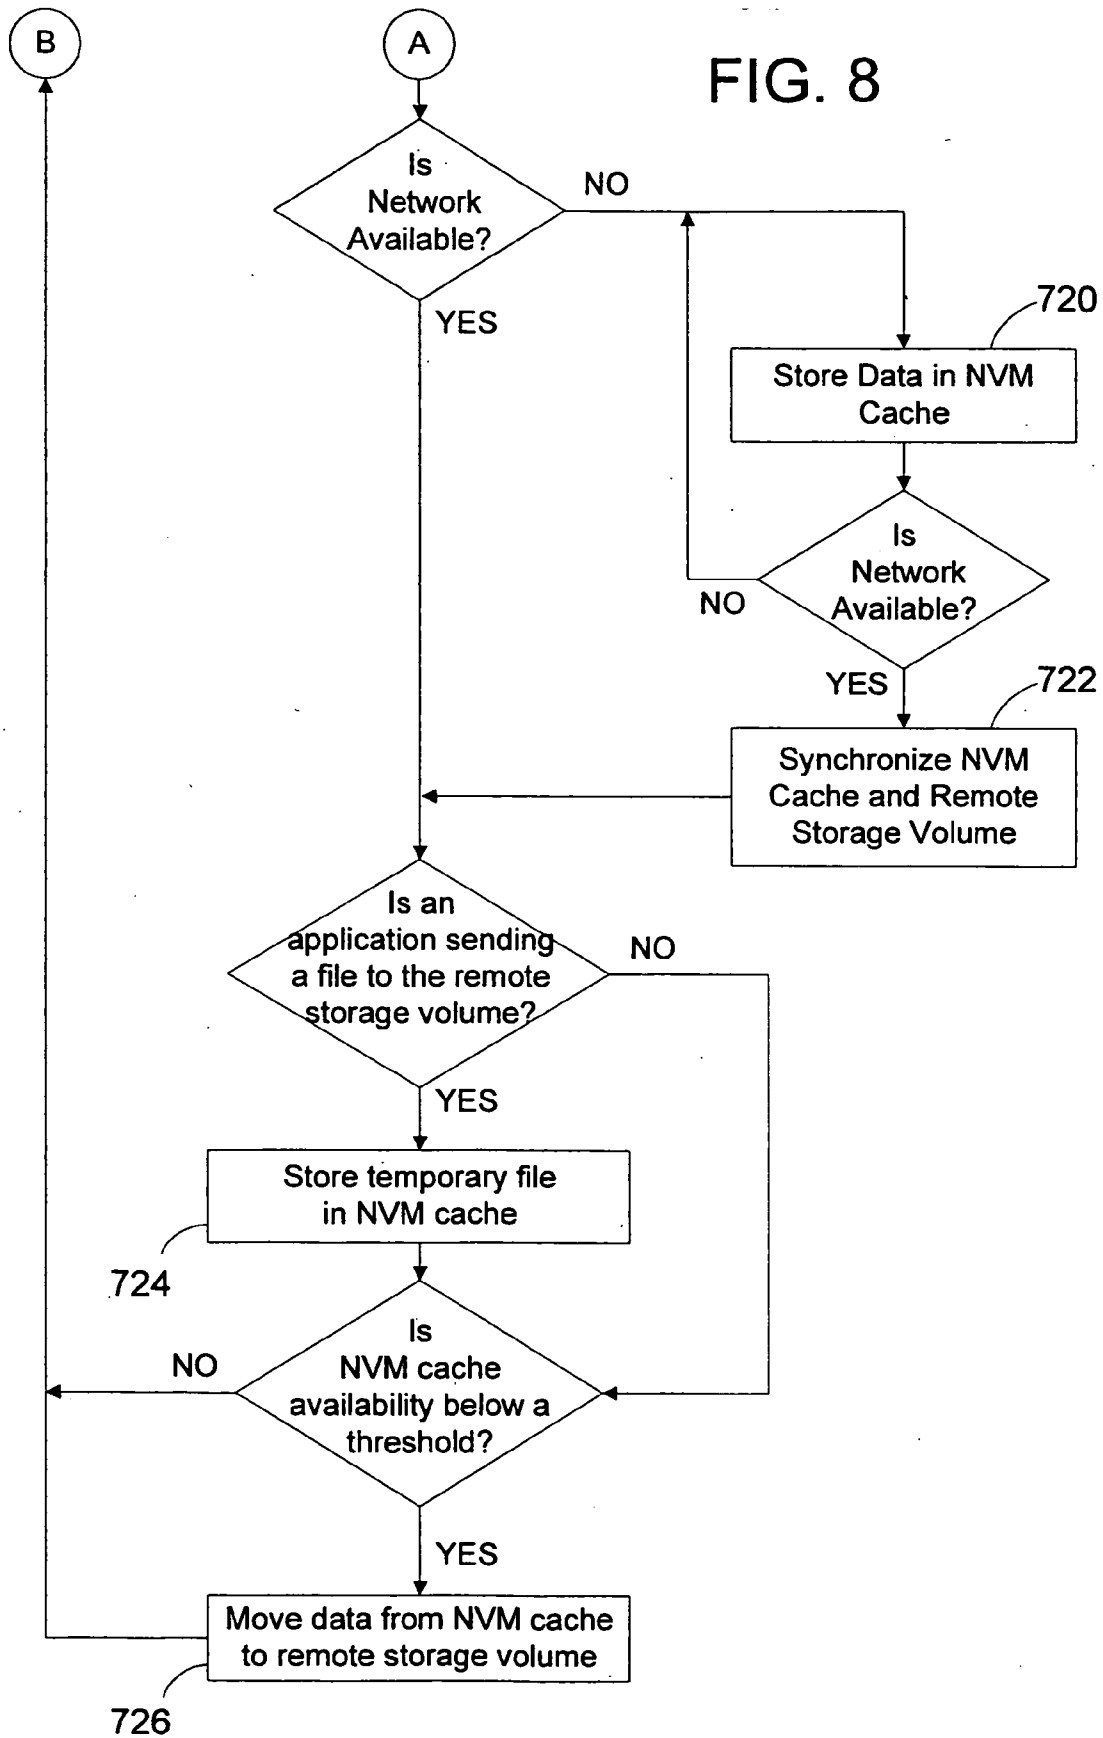 B
A
FIG. 8
Is
Network
Available?
NO
YES
720
Store Data in NVM
Cache
Is
Network
Available?
NO
YES
722
Synchronize NVM
Cache and Remote
Storage Volume
Is an
application sending
a file to the remote
storage volume?
NO
YES
Store temporary file
in NVM cache
724
Is
NVM cache
availability below a
threshold?
NO
YES
Move data from NVM cache
to remote storage volume
726